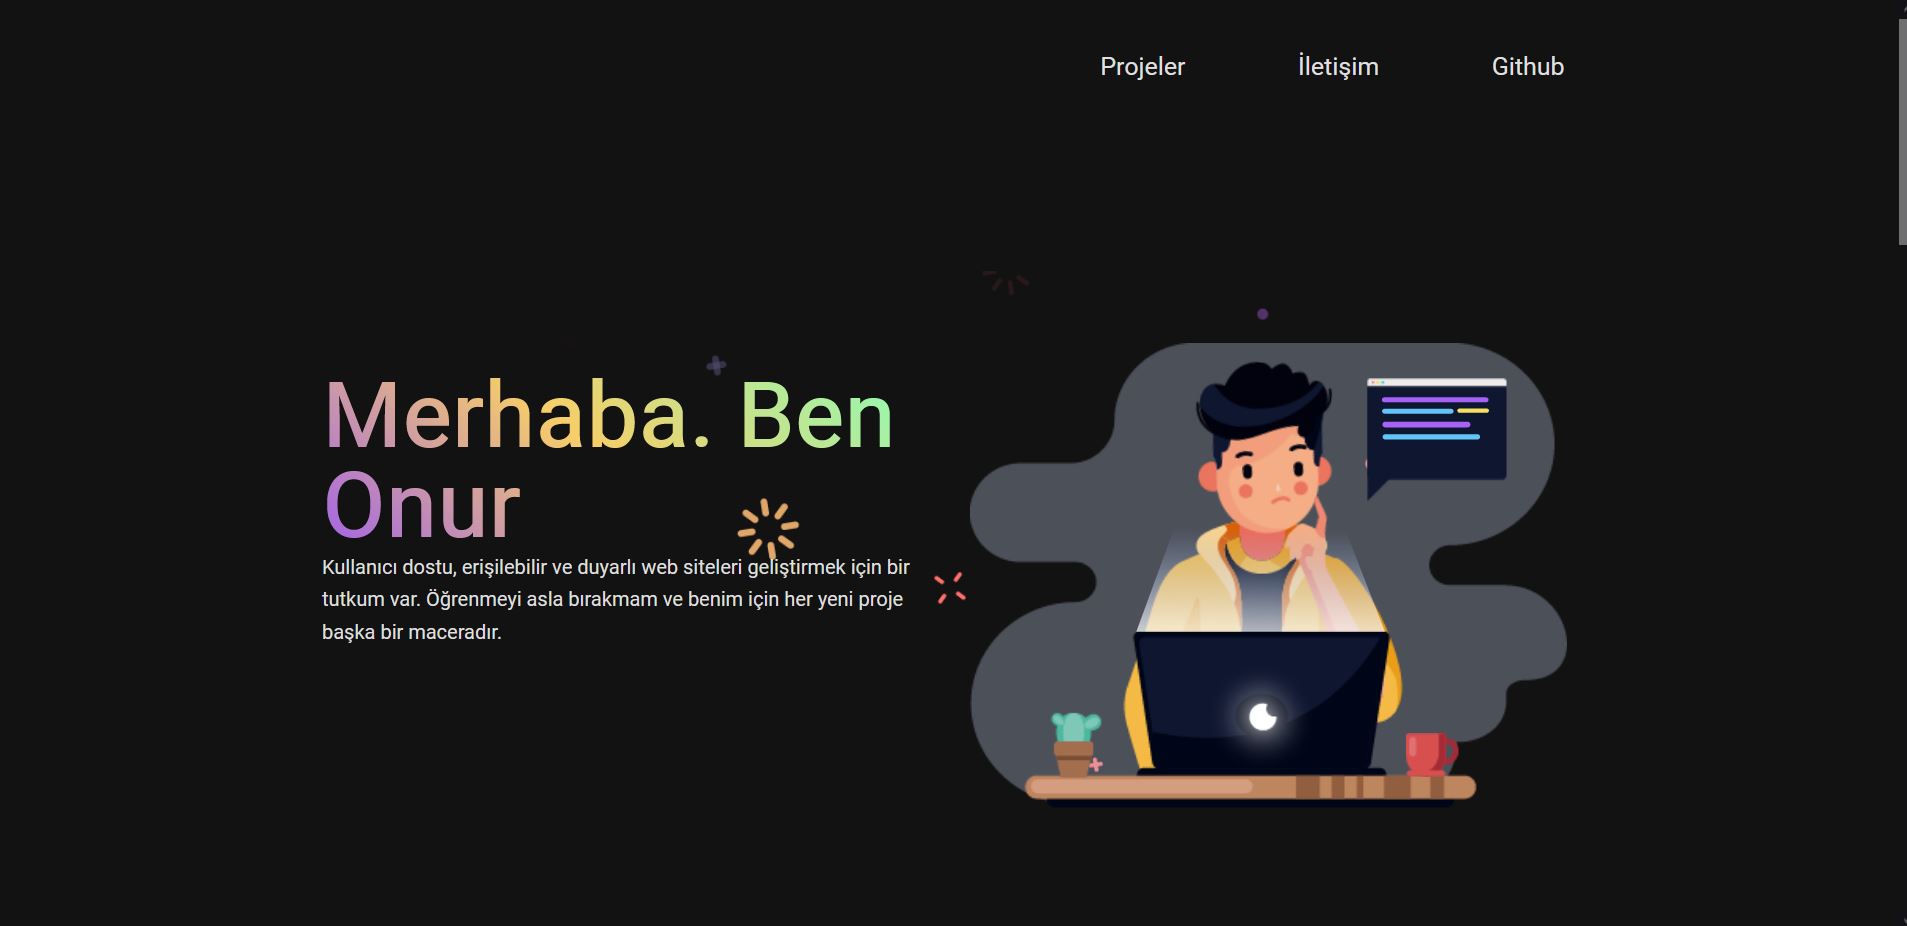 Projeler İletişim Github
Merhaba. Ben
Onur
Kullanıcı dostu, erişilebilir ve duyarlı web siteleri geliştirmek için bir
tutkum var. Öğrenmeyi asla bırakmam ve benim için her yeni proje
başka bir maceradır.